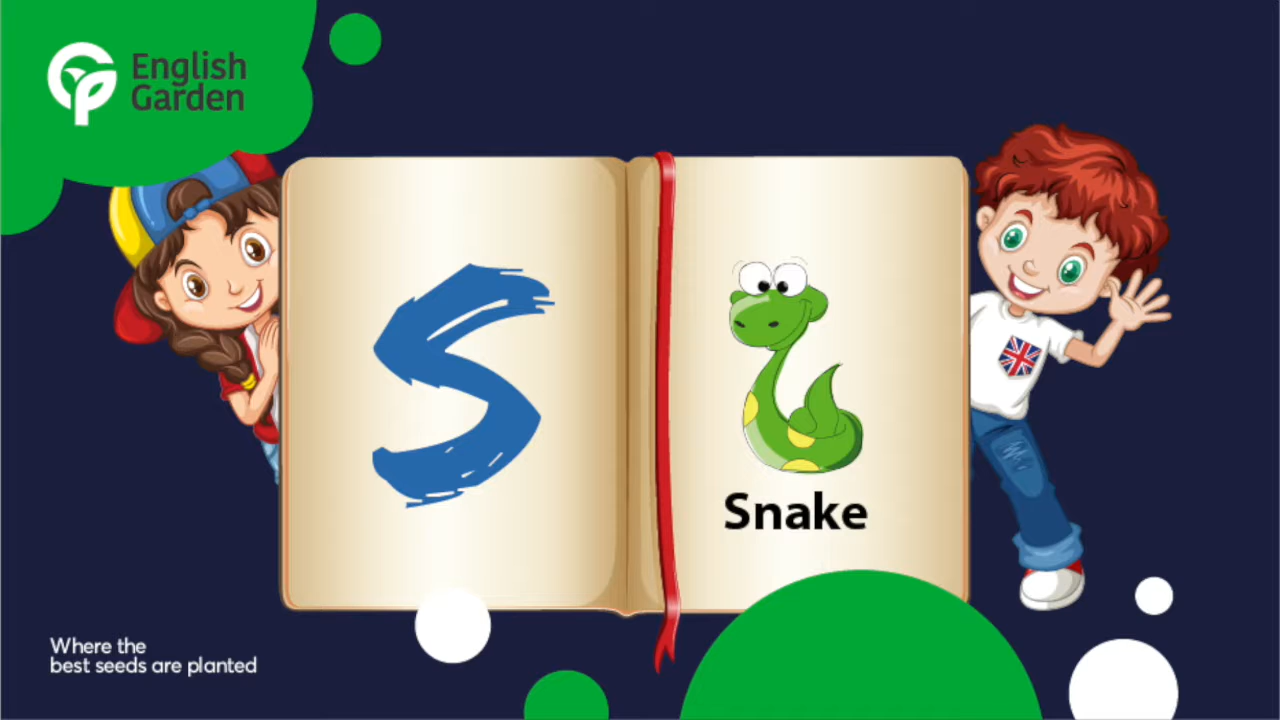 English
Garden
S
Snake
Where the
best seeds are planted